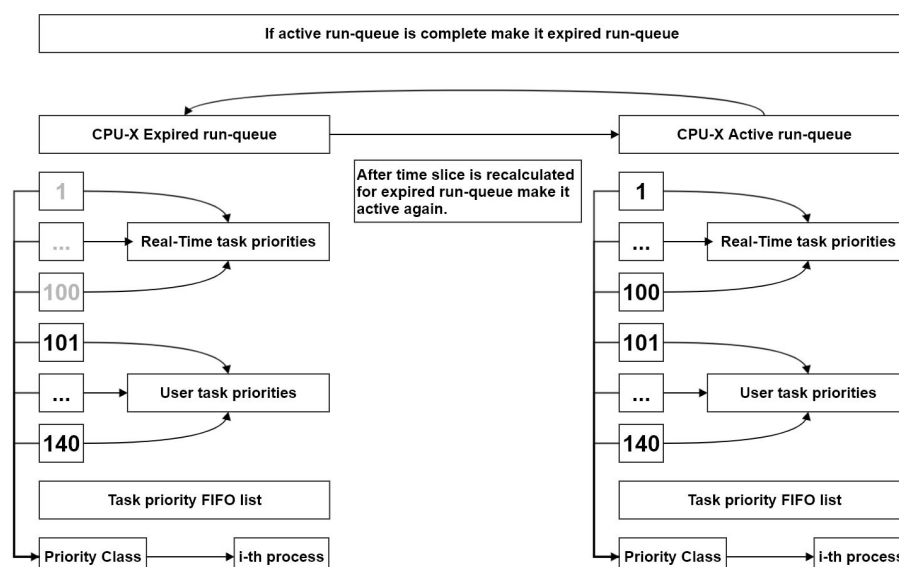 If active run-queue is complete make it expired run-queue
CPU-X Expired run-queue
CPU-X Active run-queue
After time slice is recalculated
for expired run-queue make it
active again.
1
...
100
Real-Time task priorities
101
...
140
User task priorities
Task priority FIFO list
Priority Class
i-th process
1
...
100
Real-Time task priorities
101
...
140
User task priorities
Task priority FIFO list
Priority Class
i-th process